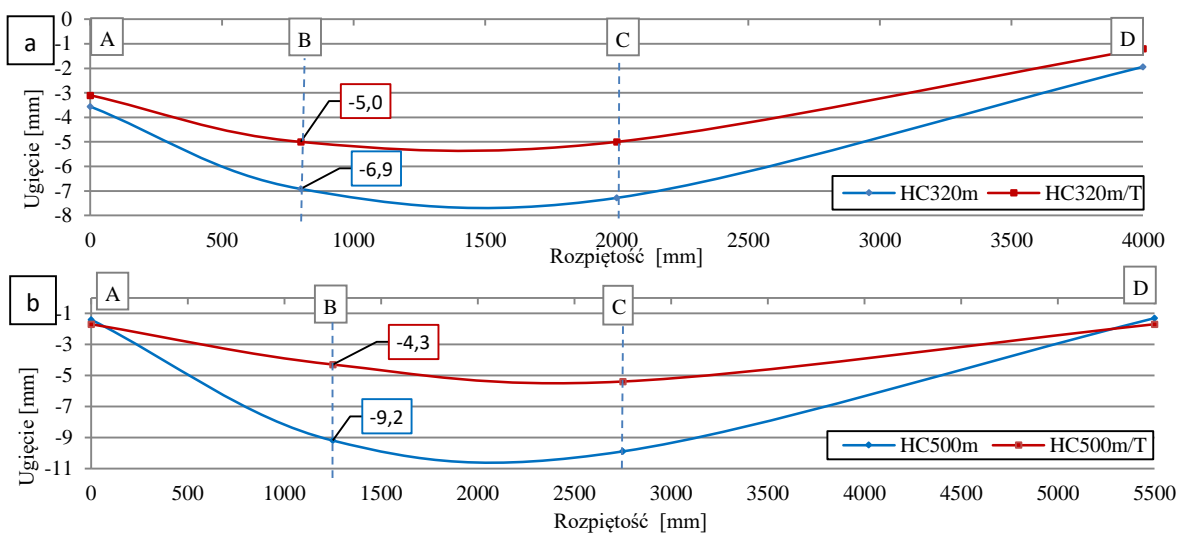 a
A
B
C
D
0
-1
-2
-3
-4
-5
-6
-7
-8
Ugięcie [mm]
-5,0
-6,9
HC320m
HC320m/T
0 500 1000 1500 2000 2500 3000 3500 4000
Rozpiętość [mm]
b
A
B
C
D
-1
-3
-5
-7
-9
-11
Ugięcie [mm]
-4,3
-9,2
HC500m
HC500m/T
0 500 1000 1500 2000 2500 3000 3500 4000 4500 5000 5500
Rozpiętość [mm]